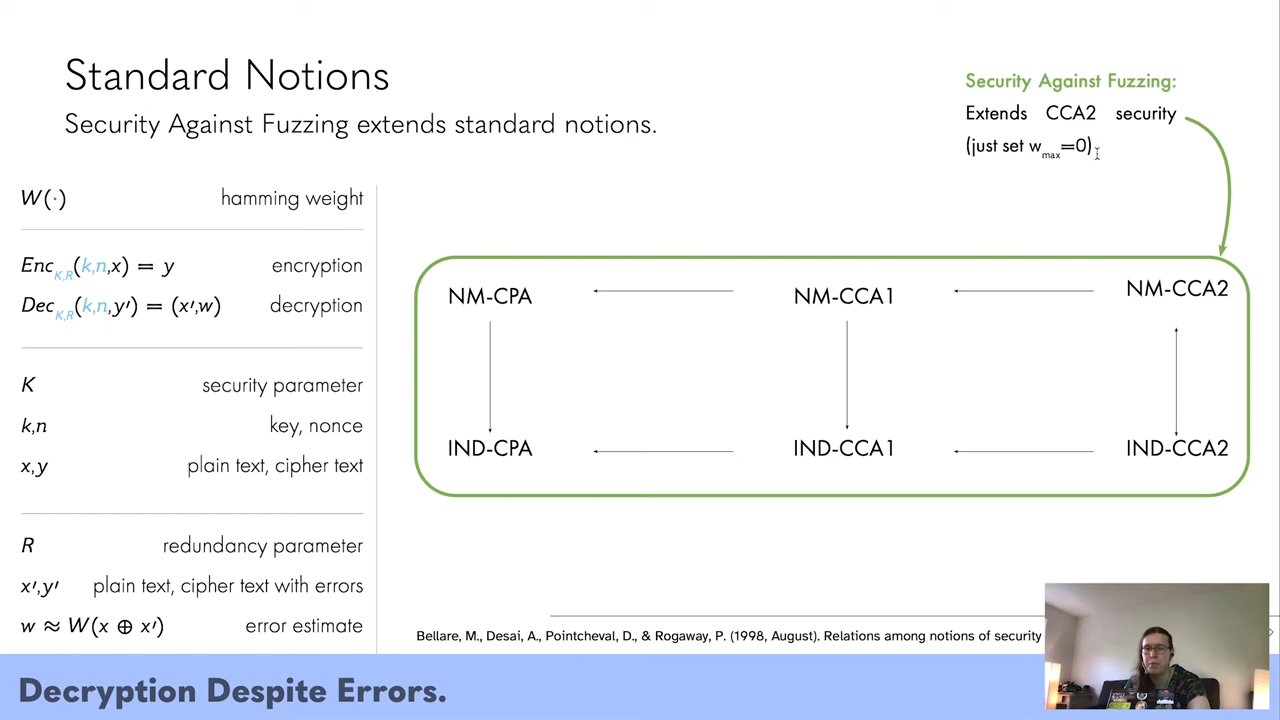 Standard Notions
Security Against Fuzzing extends standard notions.
Security Against Fuzzing:
Extends CCA2 security
(just set wmax=0)
W(·) hamming weight
EncK,R(k,n,x) = y encryption
DecK,R(k,n,y′) = (x′,w) decryption
K security parameter
k,n key, nonce
x,y plain text, cipher text
R redundancy parameter
x′,y′ plain text, cipher text with errors
w ≈ W(x ⊕ x′) error estimate
NM-CPA NM-CCA1 NM-CCA2
IND-CPA IND-CCA1 IND-CCA2
Bellare, M., Desai, A., Pointcheval, D., & Rogaway, P. (1998, August). Relations among notions of security
Decryption Despite Errors.